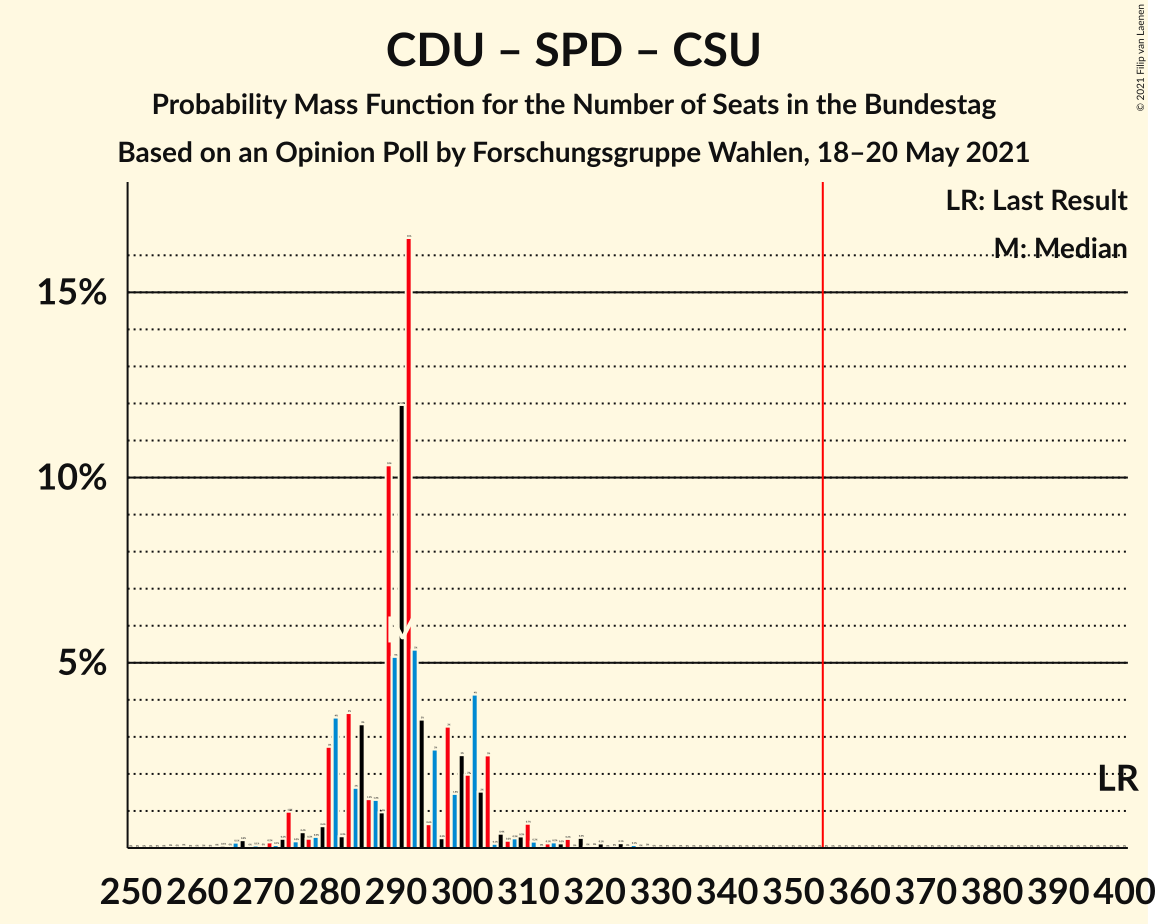 CDU – SPD – CSU
Probability Mass Function for the Number of Seats in the Bundestag
Based on an Opinion Poll by Forschungsgruppe Wahlen, 18–20 May 2021
© 2021 Filip van Laenen
LR: Last Result
M: Median
15%
10%
5%
M
LR
250 260 270 280 290 300 310 320 330 340 350 360 370 380 390 400